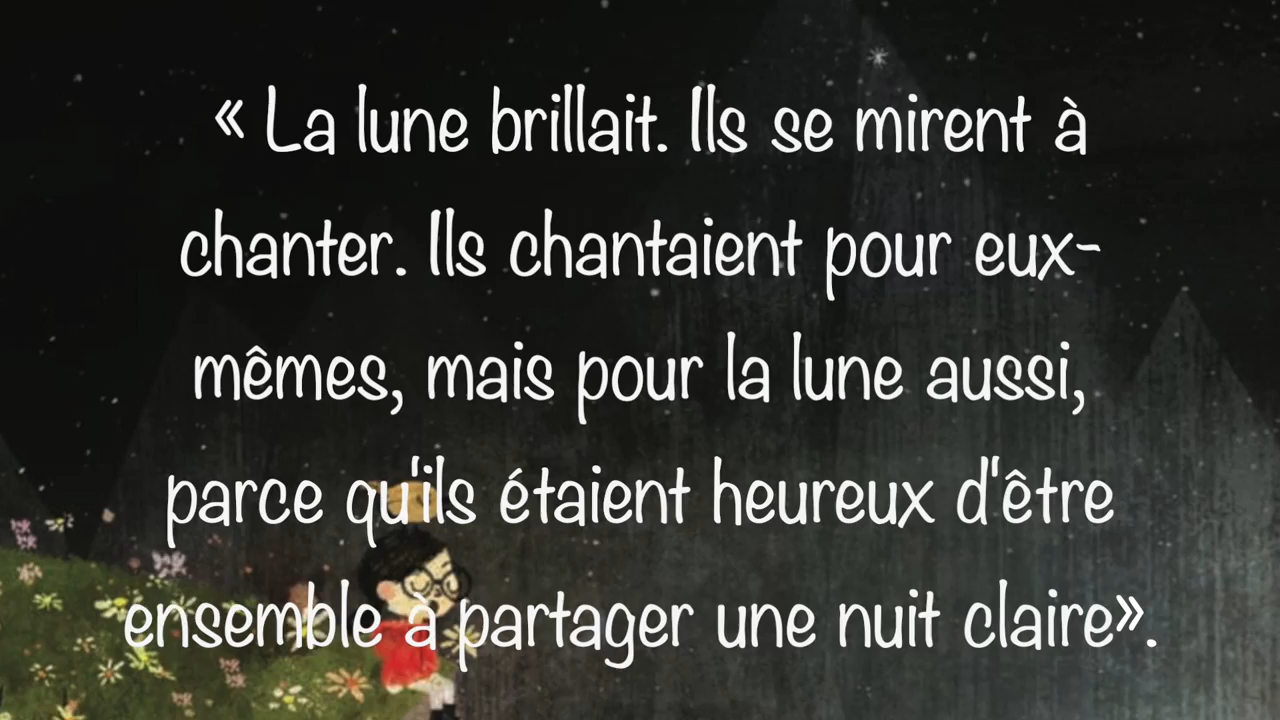 « La lune brillait. Ils se mirent à
chanter. Ils chantaient pour eux-
mêmes, mais pour la lune aussi,
parce qu'ils étaient heureux d'être
ensemble à partager une nuit claire».